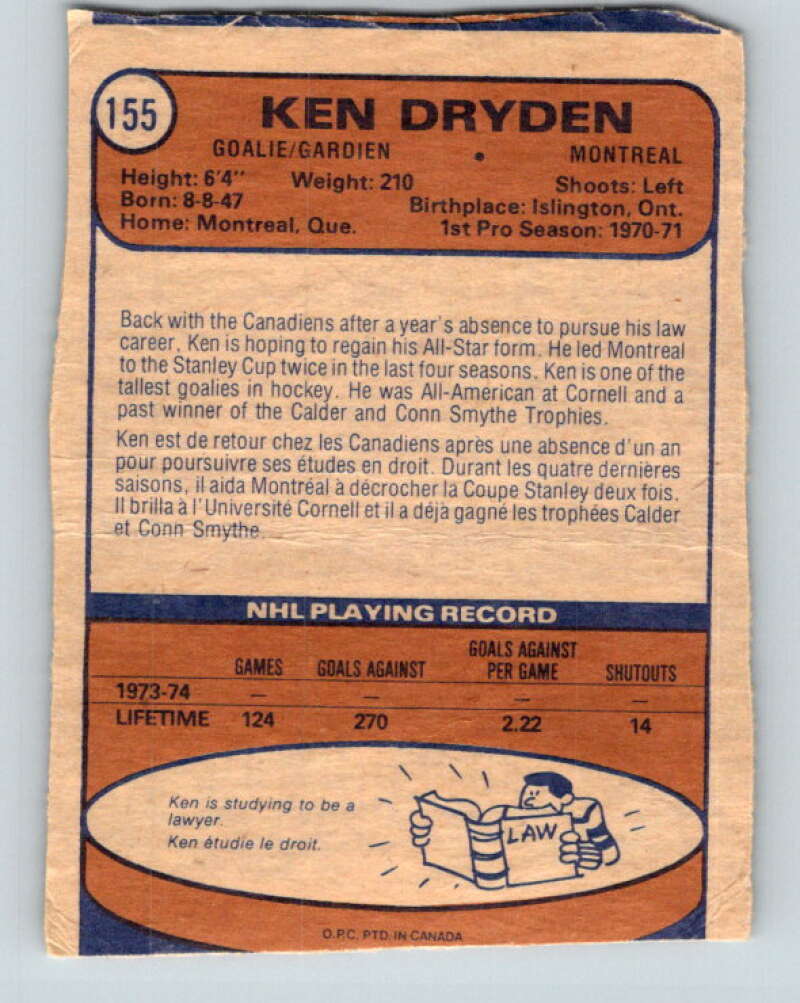 155
KEN DRYDEN
GOALIE/GARDIEN • MONTREAL
Height: 6'4" Weight: 210 Shoots: Left
Born: 8-8-47 Birthplace: Islington, Ont.
Home: Montreal, Que. 1st Pro Season: 1970-71
Back with the Canadiens after a year's absence to pursue his law
career, Ken is hoping to regain his All-Star form. He led Montreal
to the Stanley Cup twice in the last four seasons. Ken is one of the
tallest goalies in hockey. He was All-American at Cornell and a
past winner of the Calder and Conn Smythe Trophies.
Ken est de retour chez les Canadiens après une absence d'un an
pour poursuivre ses études en droit. Durant les quatre dernières
saisons, il aida Montréal à décrocher la Coupe Stanley deux fois.
Il brilla à l'Université Cornell et il a déjà gagné les trophées Calder
et Conn Smythe.
NHL PLAYING RECORD
GAMES GOALS AGAINST GOALS AGAINST PER GAME SHUTOUTS
1973-74 — — — —
LIFETIME 124 270 2.22 14
Ken is studying to be a
lawyer.
Ken étudie le droit.
LAW
O.P.C. PTD. IN CANADA